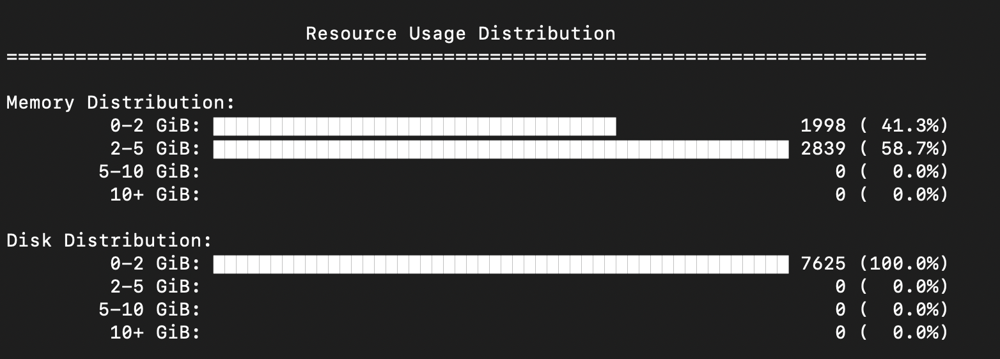 Resource Usage Distribution
================================================================================
Memory Distribution:
0-2 GiB: ███████████████████████████████████ 1998 ( 41.3%)
2-5 GiB: ██████████████████████████████████████████████████ 2839 ( 58.7%)
5-10 GiB: 0 (  0.0%)
10+ GiB: 0 (  0.0%)
Disk Distribution:
0-2 GiB: ██████████████████████████████████████████████████ 7625 (100.0%)
2-5 GiB: 0 (  0.0%)
5-10 GiB: 0 (  0.0%)
10+ GiB: 0 (  0.0%)